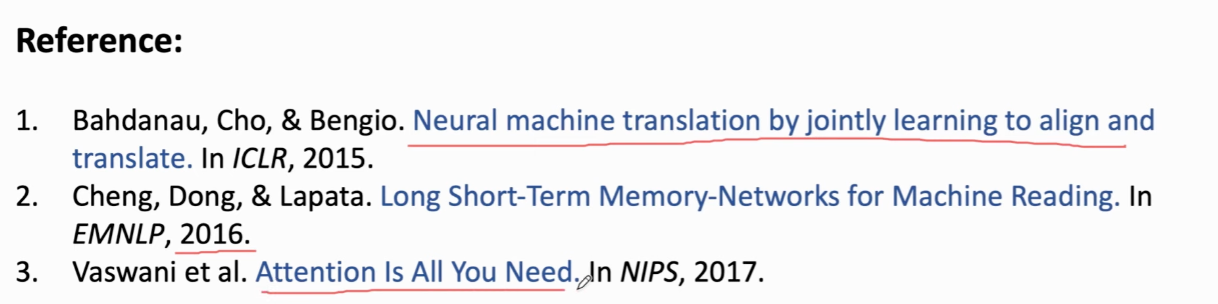 Reference:
1. Bahdanau, Cho, & Bengio. Neural machine translation by jointly learning to align and
translate. In ICLR, 2015.
2. Cheng, Dong, & Lapata. Long Short-Term Memory-Networks for Machine Reading. In
EMNLP, 2016.
3. Vaswani et al. Attention Is All You Need. In NIPS, 2017.